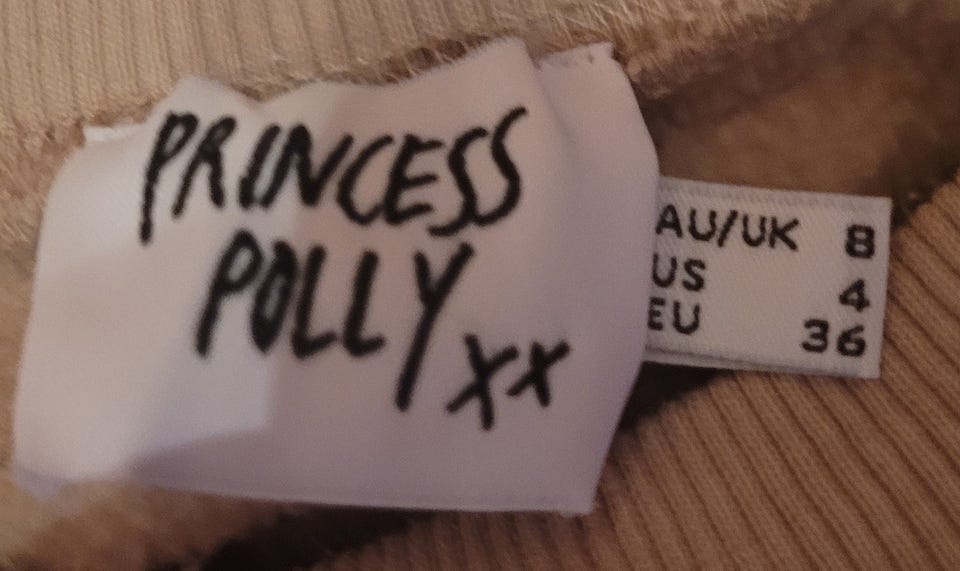 PRINCESS
POLLY
xx
AU/UK 8
US 4
EU 36